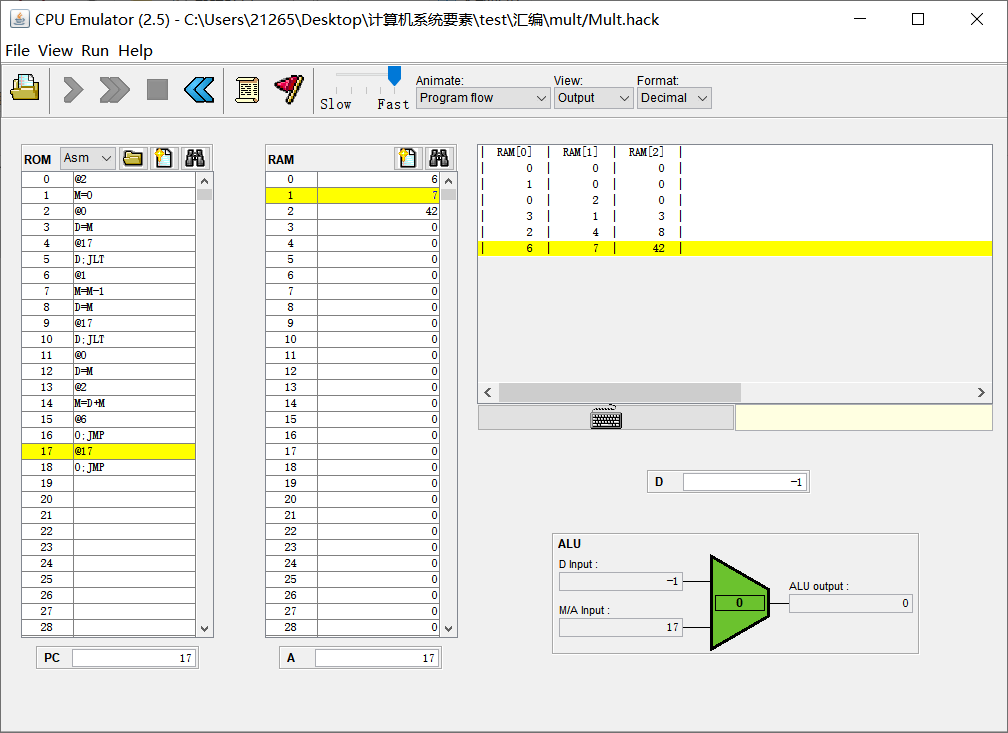 CPU Emulator (2.5) - C:\Users\21265\Desktop\计算机系统要素\test\汇编\mult/Mult.hack
File View Run Help
Slow Fast
Animate: View: Format:
Program flow Output Decimal
ROM Asm
0 @2
1 M=0
2 @0
3 D=M
4 @17
5 D;JLT
6 @1
7 M=M-1
8 D=M
9 @17
10 D;JLT
11 @0
12 D=M
13 @2
14 M=D+M
15 @6
16 0;JMP
17 @17
18 0;JMP
19
20
21
22
23
24
25
26
27
28
PC 17
RAM
0 6
1 7
2 42
3 0
4 0
5 0
6 0
7 0
8 0
9 0
10 0
11 0
12 0
13 0
14 0
15 0
16 0
17 0
18 0
19 0
20 0
21 0
22 0
23 0
24 0
25 0
26 0
27 0
28 0
A 17
| RAM[0] | RAM[1] | RAM[2] |
| 0 | 0 | 0 |
| 1 | 0 | 0 |
| 0 | 2 | 0 |
| 3 | 1 | 3 |
| 2 | 4 | 8 |
| 6 | 7 | 42 |
D -1
ALU
D Input :
-1
M/A Input :
17
0
ALU output :
0